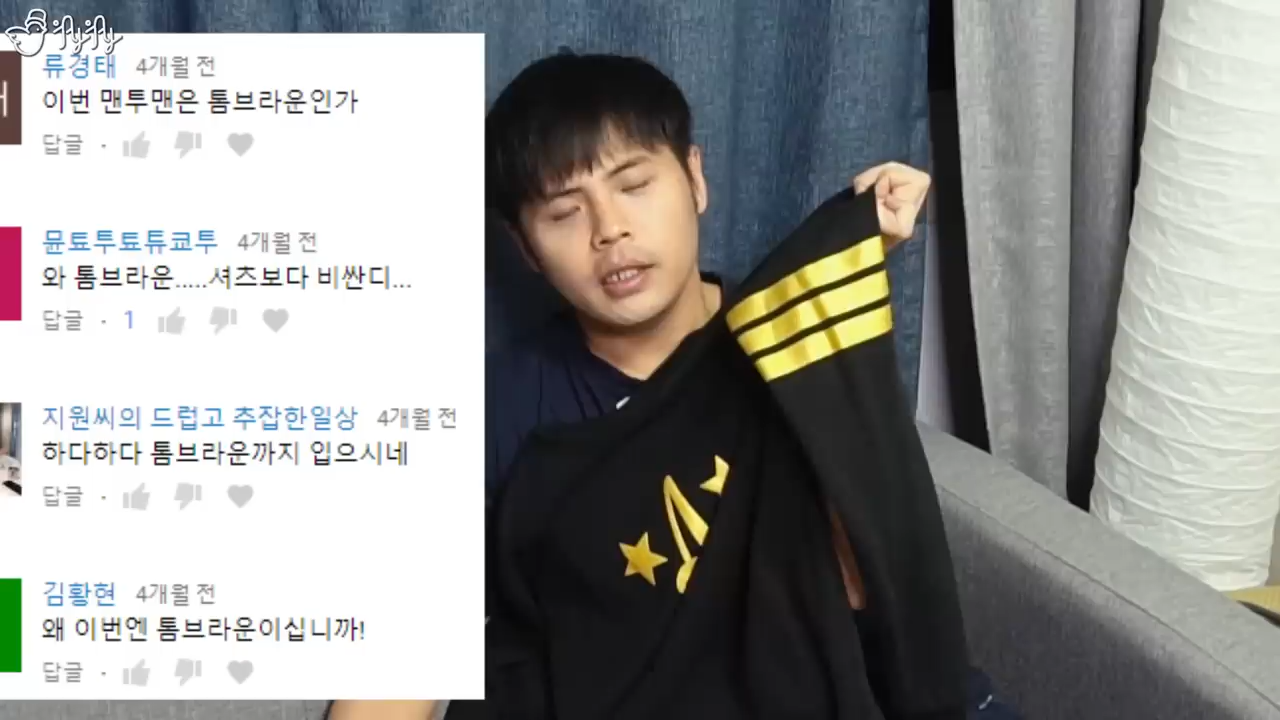 류경태 4개월 전
이번 맨투맨은 톰브라운인가
답글
뮤됴투툐튜쿄투 4개월 전
와 톰브라운.....셔츠보다 비싼디...
답글 · 1
지원씨의 드럽고 추잡한일상 4개월 전
하다하다 톰브라운까지 입으시네
답글
김황현 4개월 전
왜 이번엔 톰브라운이십니까!
답글